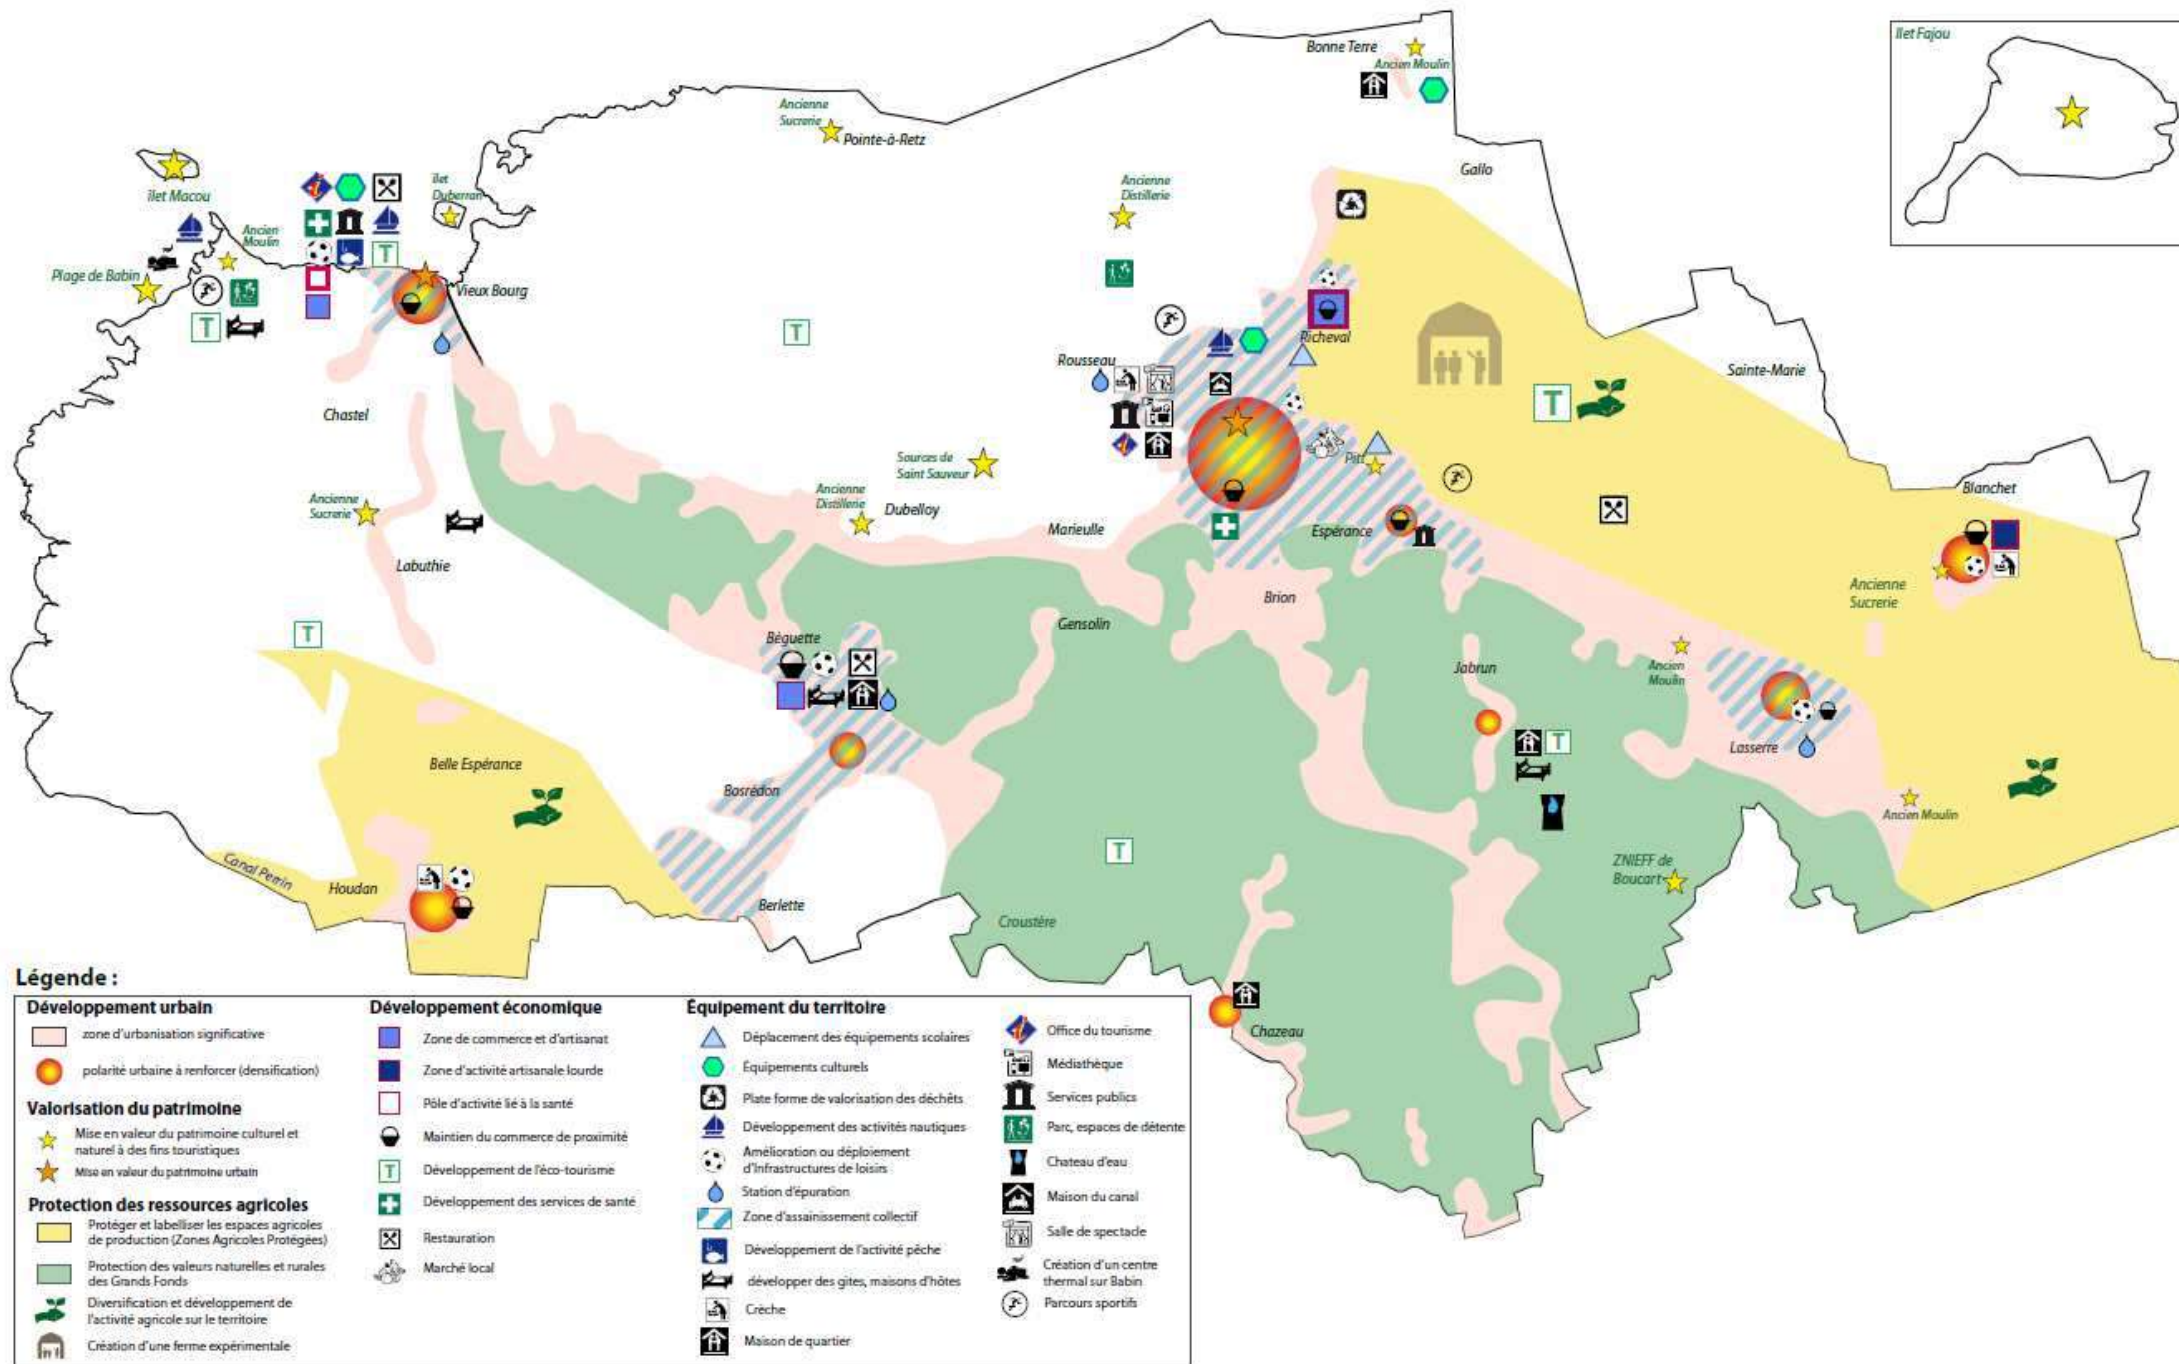 Bonne Terre
Ancien Moulin
Ilet Fajou
Ancienne
Sucrerie
Pointe-à-Retz
Gallo
îlet Macou
îlet
Duberran
Ancienne
Distillerie
Ancien
Moulin
Plage de Babin
Vieux Bourg
T
T
T
Richeval
Rousseau
Sainte-Marie
T
Chastel
Sources de
Saint Sauveur
Pitt
Ancienne
Sucrerie
Ancienne
Distillerie
Dubelloy
Marieulle
Espérance
Blanchet
Labuthie
Ancienne
Sucrerie
Brion
T
Gensolin
Béguette
Jabrun
Ancien
Moulin
T
Lasserre
Belle Espérance
Bosrédon
Ancien Moulin
T
ZNIEFF de
Boucart
Canal Perrin
Houdan
Berlette
Croustère
Chazeau
Légende :
Développement urbain
zone d'urbanisation significative
polarité urbaine à renforcer (densification)
Valorisation du patrimoine
Mise en valeur du patrimoine culturel et
naturel à des fins touristiques
Mise en valeur du patrimoine urbain
Protection des ressources agricoles
Protéger et labelliser les espaces agricoles
de production (Zones Agricoles Protégées)
Protection des valeurs naturelles et rurales
des Grands Fonds
Diversification et développement de
l'activité agricole sur le territoire
Création d'une ferme expérimentale
Développement économique
Zone de commerce et d'artisanat
Zone d'activité artisanale lourde
Pôle d'activité lié à la santé
Maintien du commerce de proximité
T
Développement de l'éco-tourisme
Développement des services de santé
Restauration
Marché local
Équipement du territoire
Déplacement des équipements scolaires
Équipements culturels
Plate forme de valorisation des déchêts
Développement des activités nautiques
Amélioration ou déploiement
d'Infrastructures de loisirs
Station d'épuration
Zone d'assainissement collectif
Développement de l'activité pêche
développer des gites, maisons d'hôtes
Crèche
Maison de quartier
Office du tourisme
Médiathèque
Services publics
Parc, espaces de détente
Chateau d'eau
Maison du canal
Salle de spectacle
Création d'un centre
thermal sur Babin
Parcours sportifs